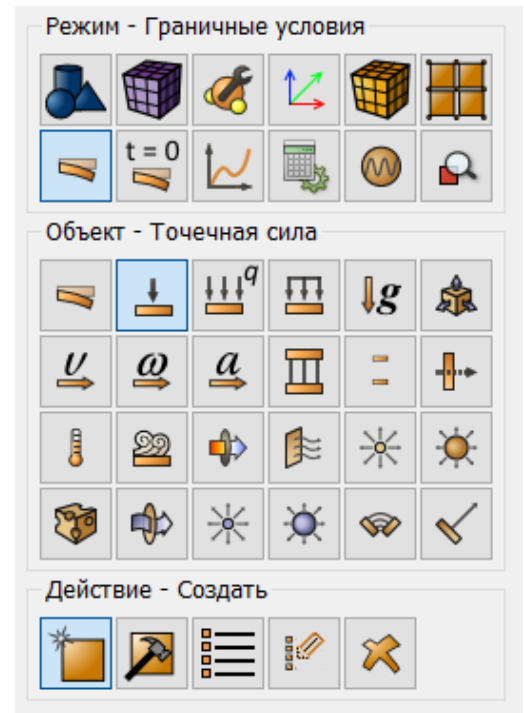 Режим - Граничные условия
t = 0
Объект - Точечная сила
q
g
υ ω a
Действие - Создать